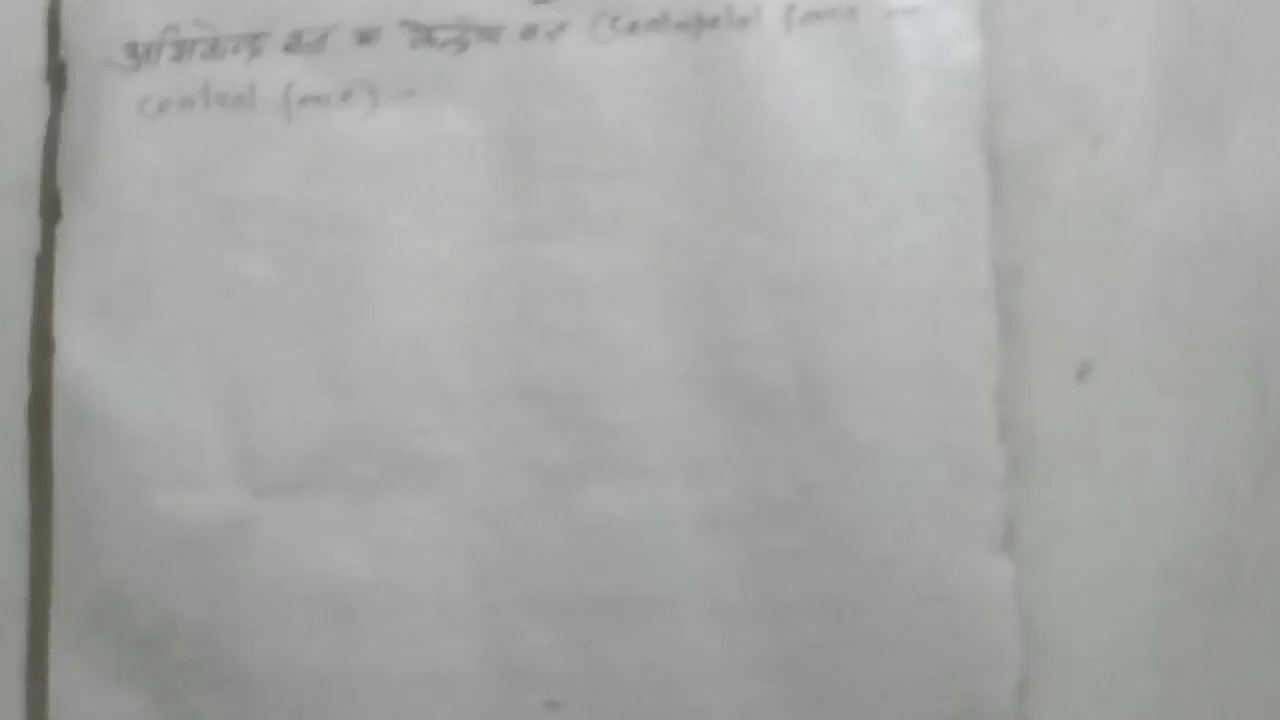 अभिकेन्द्र बल व केन्द्रीय बल (Centripetal force
central force) -